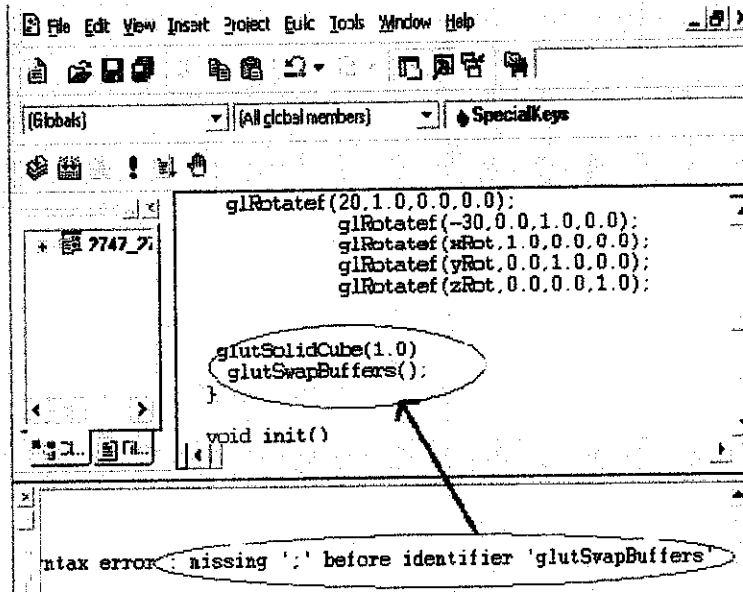 File Edit View Insert Project Build Tools Window Help
(Globals) (All global members) SpecialKeys
glRotatef(20,1.0,0.0,0.0);
glRotatef(-30,0.0,1.0,0.0);
glRotatef(xRot,1.0,0.0,0.0);
glRotatef(yRot,0.0,1.0,0.0);
glRotatef(zRot,0.0,0.0,1.0);
2747_27
glutSolidCube(1.0)
glutSwapBuffers();
}
void init()
{
ntax error : missing ';' before identifier 'glutSwapBuffers'